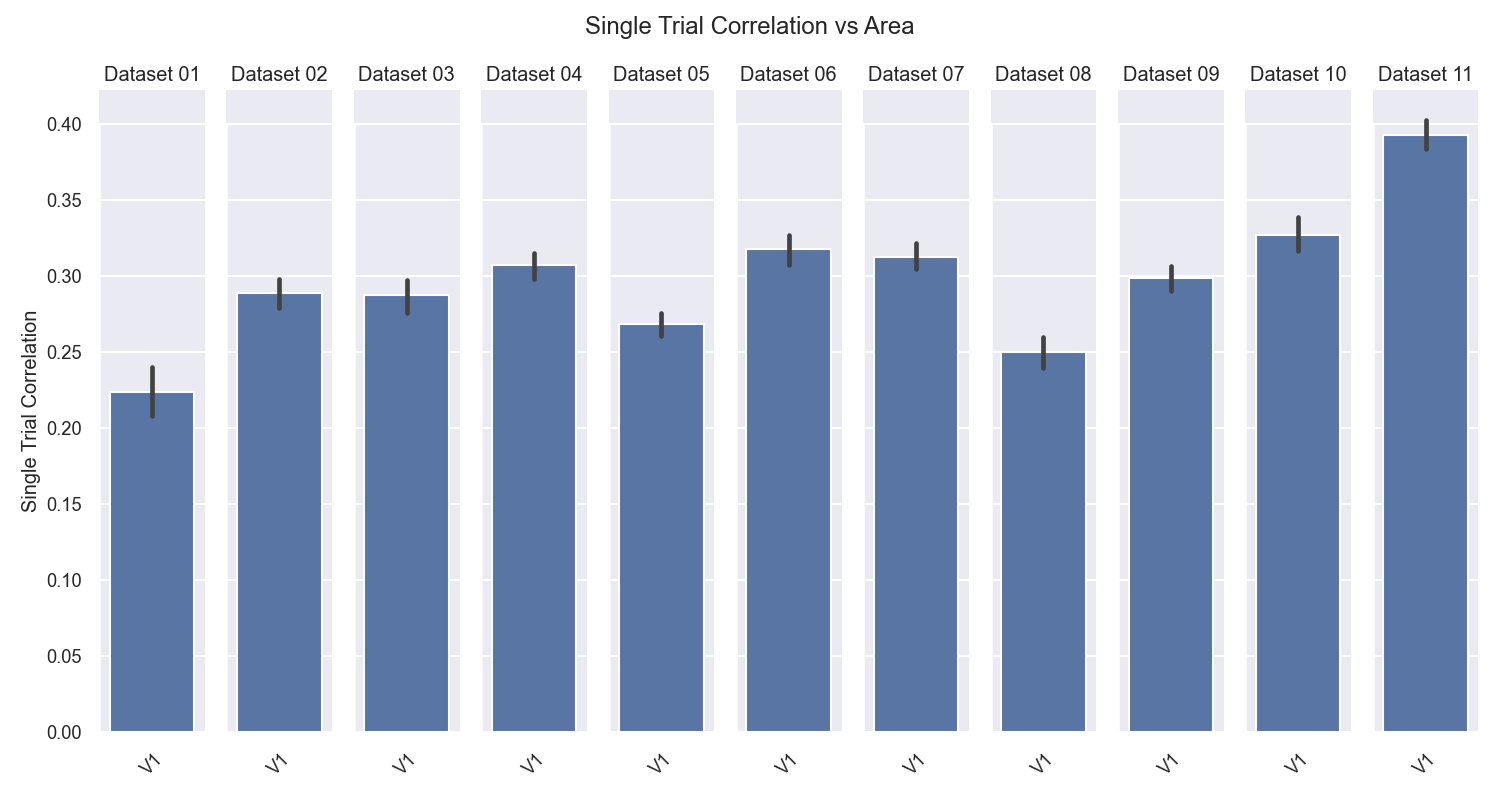 Single Trial Correlation vs Area
Dataset 01
Dataset 02
Dataset 03
Dataset 04
Dataset 05
Dataset 06
Dataset 07
Dataset 08
Dataset 09
Dataset 10
Dataset 11
Single Trial Correlation
0.40
0.35
0.30
0.25
0.20
0.15
0.10
0.05
0.00
V1
V1
V1
V1
V1
V1
V1
V1
V1
V1
V1